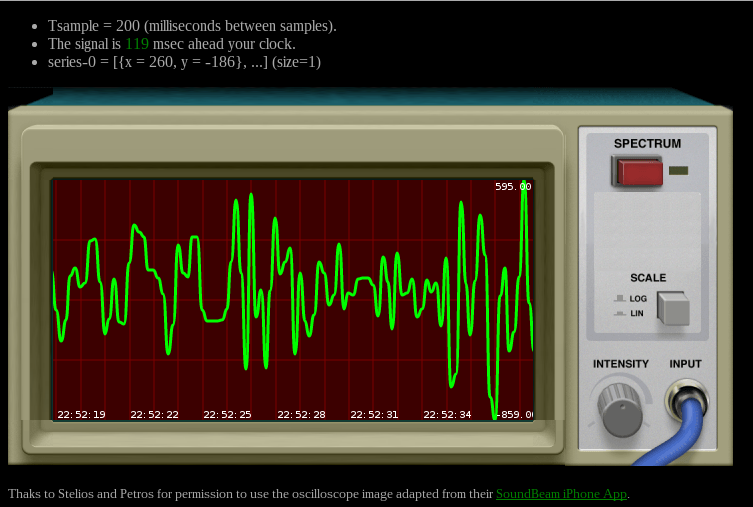 Tsample = 200 (milliseconds between samples).
The signal is 119 msec ahead your clock.
series-0 = [{x = 260, y = -186}, ...] (size=1)
SPECTRUM
595.00
SCALE
LOG
LIN
INTENSITY INPUT
22:52:19 22:52:22 22:52:25 22:52:28 22:52:31 22:52:34 -859.00
Thaks to Stelios and Petros for permission to use the oscilloscope image adapted from their SoundBeam iPhone App.